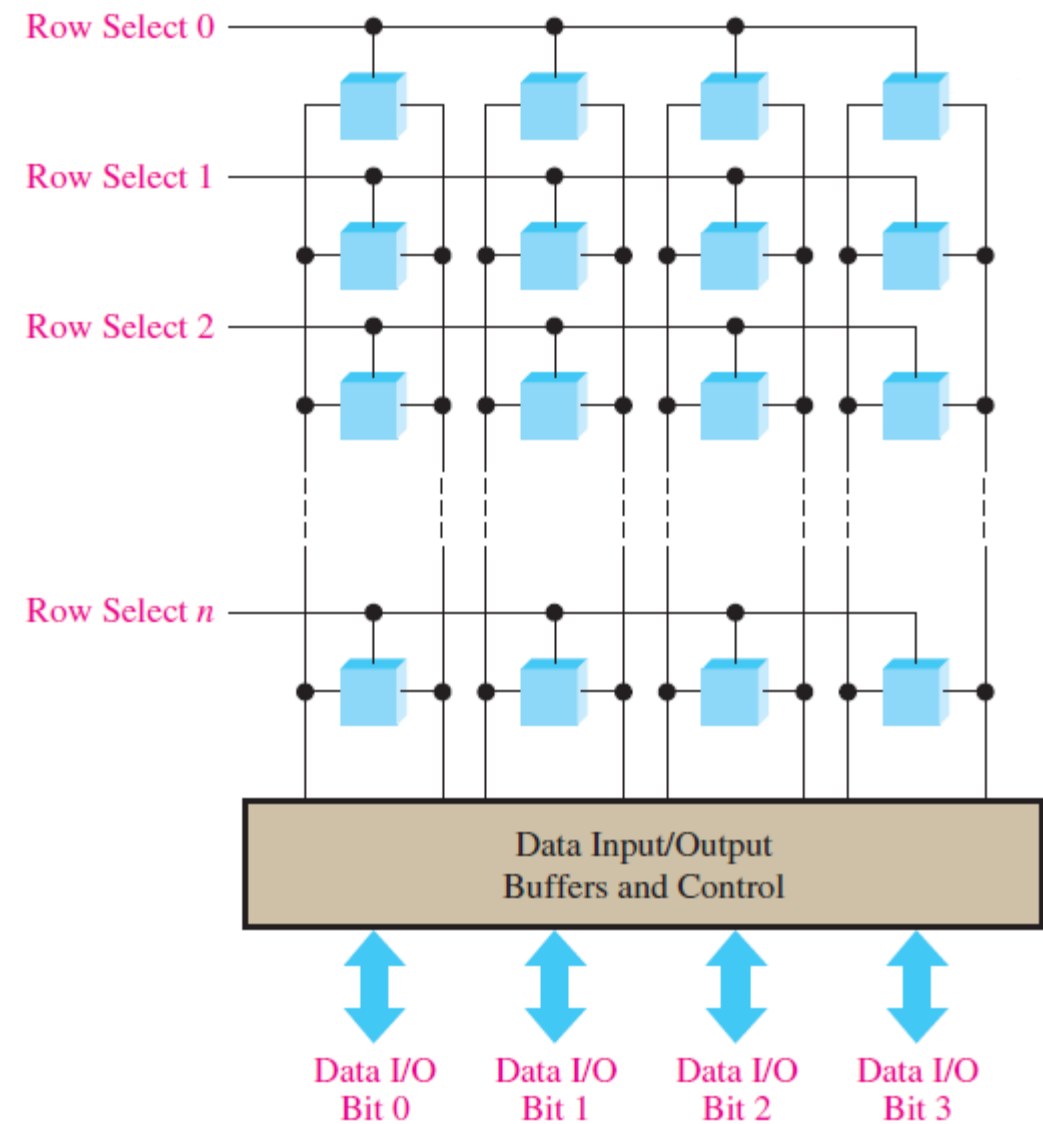 Row Select 0
Row Select 1
Row Select 2
Row Select n
Data Input/Output
Buffers and Control
Data I/O
Bit 0
Data I/O
Bit 1
Data I/O
Bit 2
Data I/O
Bit 3